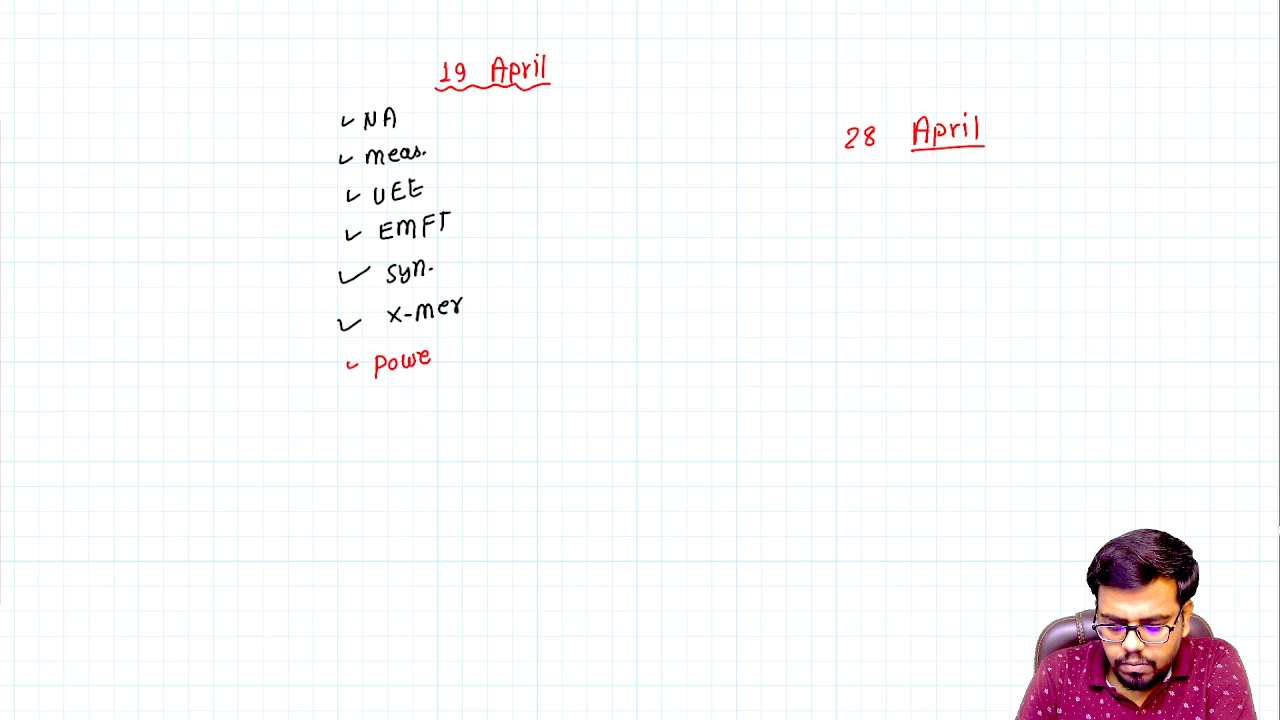 19 April
NA
meas.
UEE
EMFT
syn.
x-mer
powe
28 April